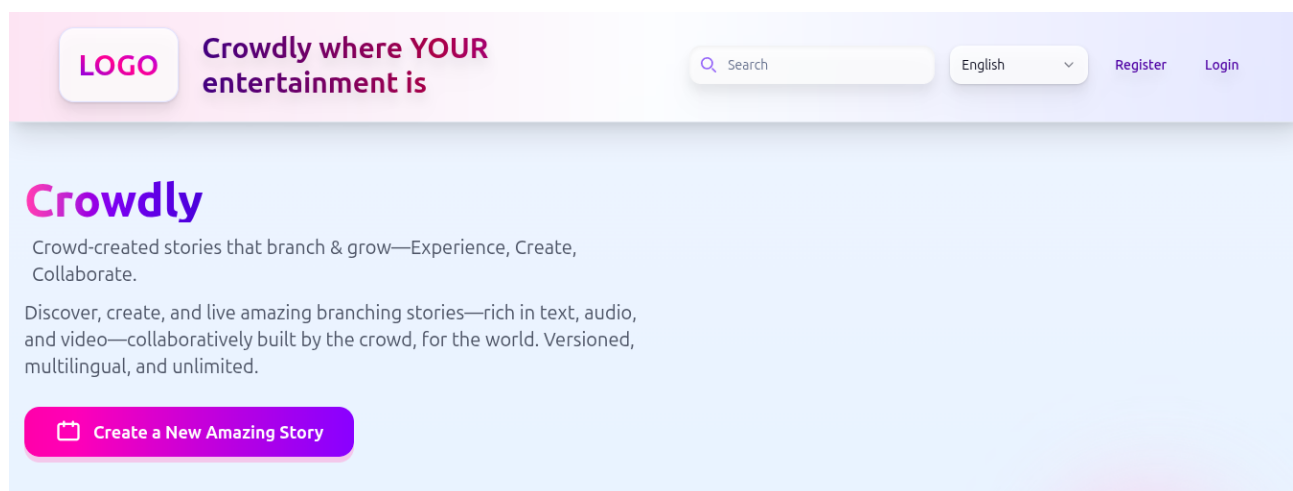 LOGO
Crowdly where YOUR
entertainment is
Search
English
Register
Login
Crowdly
Crowd-created stories that branch & grow—Experience, Create,
Collaborate.
Discover, create, and live amazing branching stories—rich in text, audio,
and video—collaboratively built by the crowd, for the world. Versioned,
multilingual, and unlimited.
Create a New Amazing Story